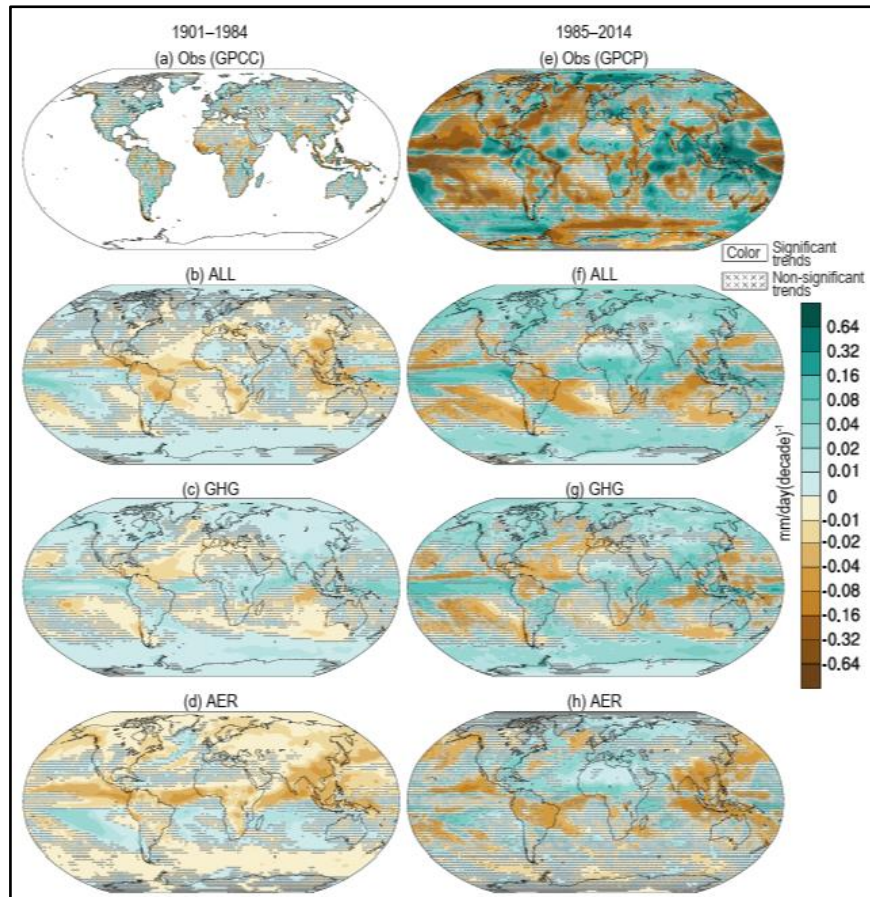 1901–1984
1985–2014
(a) Obs (GPCC)
(e) Obs (GPCP)
Color
Significant
trends
Non-significant
trends
(b) ALL
(f) ALL
(c) GHG
(g) GHG
(d) AER
(h) AER
0.64
0.32
0.16
0.08
0.04
0.02
0.01
0
-0.01
-0.02
-0.04
-0.08
-0.16
-0.32
-0.64
mm/day(decade)⁻¹